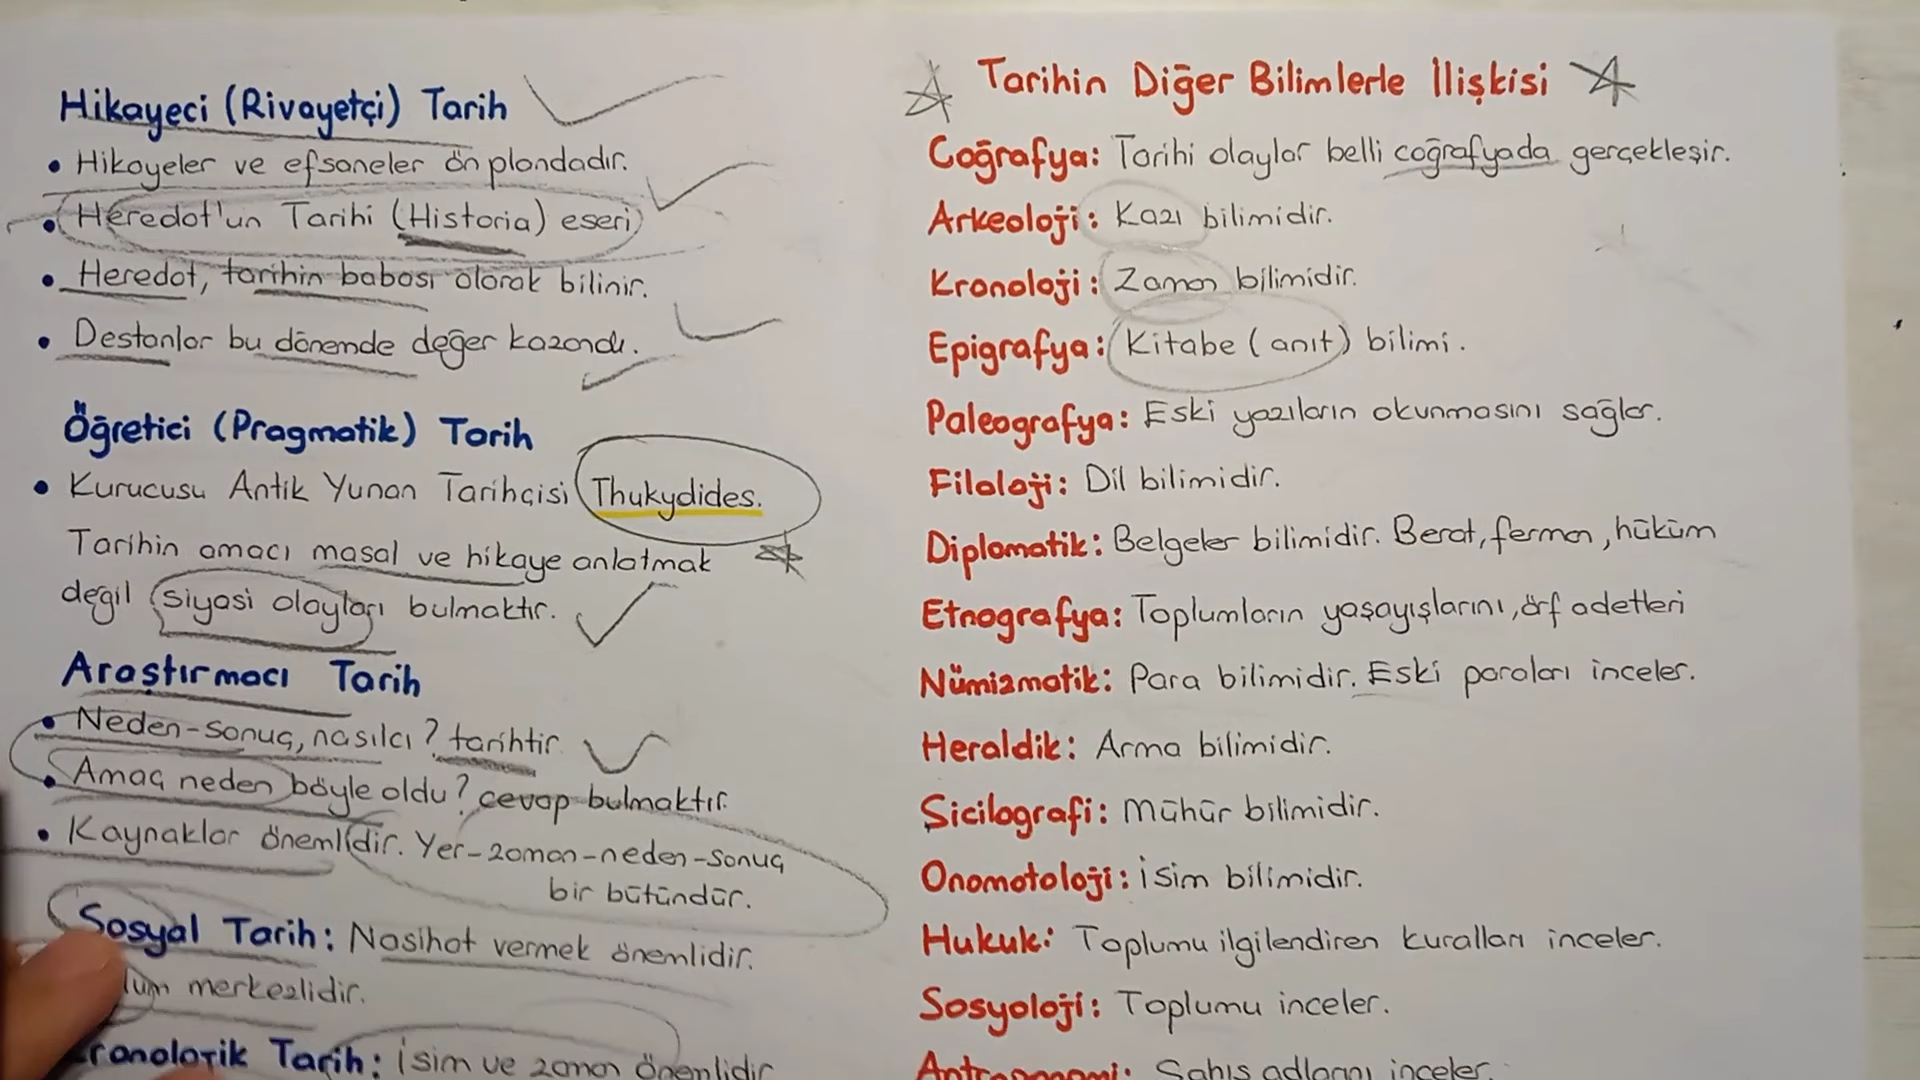 Hikayeci (Rivayetçi) Tarih
• Hikayeler ve efsaneler ön plandadır.
• Heredot'un Tarihi (Historia) eseri
• Heredot, tarihin babası olarak bilinir.
• Destanlar bu dönemde değer kazandı.
Öğretici (Pragmatik) Tarih
• Kurucusu Antik Yunan Tarihçisi Thukydides.
Tarihin amacı masal ve hikaye anlatmak
değil siyasi olayları bulmaktır.
Araştırmacı Tarih
• Neden-sonuç, nasılcı? tarihtir.
• Amaç neden böyle oldu? cevap bulmaktır.
• Kaynaklar önemlidir. Yer-zaman-neden-sonuç
bir bütündür.
Sosyal Tarih: Nasihat vermek önemlidir.
merkezlidir.
Tarih: İsim ve zaman önemlidir
Tarihin Diğer Bilimlerle İlişkisi
Coğrafya: Tarihi olaylar belli coğrafyada gerçekleşir.
Arkeoloji: Kazı bilimidir.
Kronoloji: Zaman bilimidir.
Epigrafya: Kitabe (anıt) bilimi.
Paleografya: Eski yazıların okunmasını sağlar.
Filoloji: Dil bilimidir.
Diplomatik: Belgeler bilimidir. Berat, ferman, hüküm
Etnografya: Toplumların yaşayışlarını, örf adetleri
Nümizmatik: Para bilimidir. Eski paraları inceler.
Heraldik: Arma bilimidir.
Sicilografi: Mühür bilimidir.
Onomotoloji: İsim bilimidir.
Hukuk: Toplumu ilgilendiren kuralları inceler.
Sosyoloji: Toplumu inceler.
Şahıs adlarını inceler.